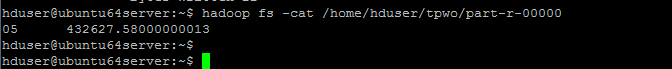 hduser@ubuntu64server:~$ hadoop fs -cat /home/hduser/tpwo/part-r-00000
05      432627.58000000013
hduser@ubuntu64server:~$
hduser@ubuntu64server:~$